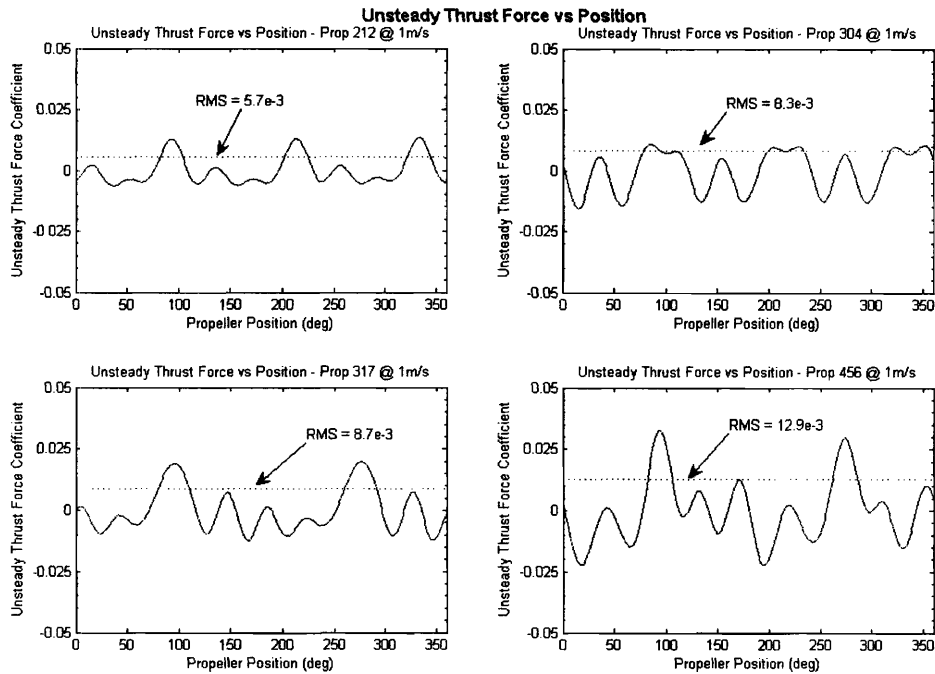 Unsteady Thrust Force vs Position
Unsteady Thrust Force vs Position - Prop 212 @ 1m/s
Unsteady Thrust Force Coefficient
0.05
0.025
0
-0.025
-0.05
RMS = 5.7e-3
0 50 100 150 200 250 300 350
Propeller Position (deg)
Unsteady Thrust Force vs Position - Prop 304 @ 1m/s
Unsteady Thrust Force Coefficient
0.05
0.025
0
-0.025
-0.05
RMS = 8.3e-3
0 50 100 150 200 250 300 350
Propeller Position (deg)
Unsteady Thrust Force vs Position - Prop 317 @ 1m/s
Unsteady Thrust Force Coefficient
0.05
0.025
0
-0.025
-0.05
RMS = 8.7e-3
0 50 100 150 200 250 300 350
Propeller Position (deg)
Unsteady Thrust Force vs Position - Prop 456 @ 1m/s
Unsteady Thrust Force Coefficient
0.05
0.025
0
-0.025
-0.05
RMS = 12.9e-3
0 50 100 150 200 250 300 350
Propeller Position (deg)